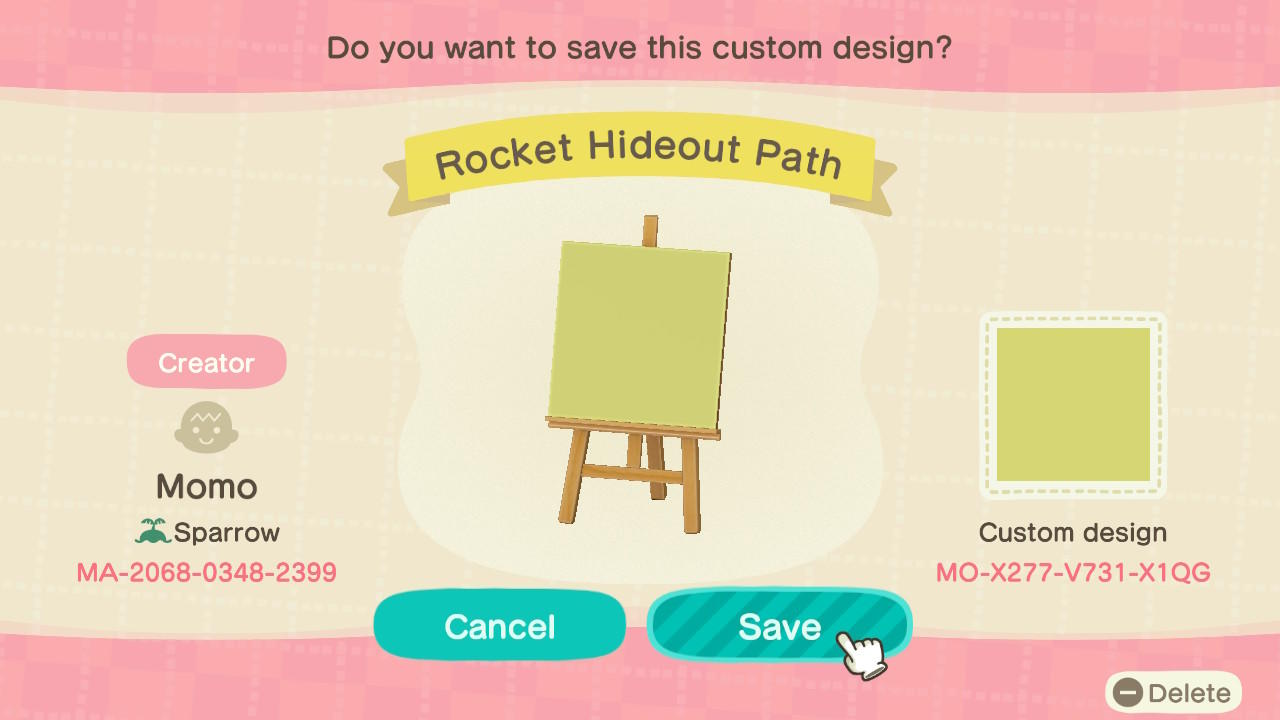 Do you want to save this custom design?
Rocket Hideout Path
Creator
Momo
Sparrow
MA-2068-0348-2399
Custom design
MO-X277-V731-X1QG
Cancel
Save
Delete